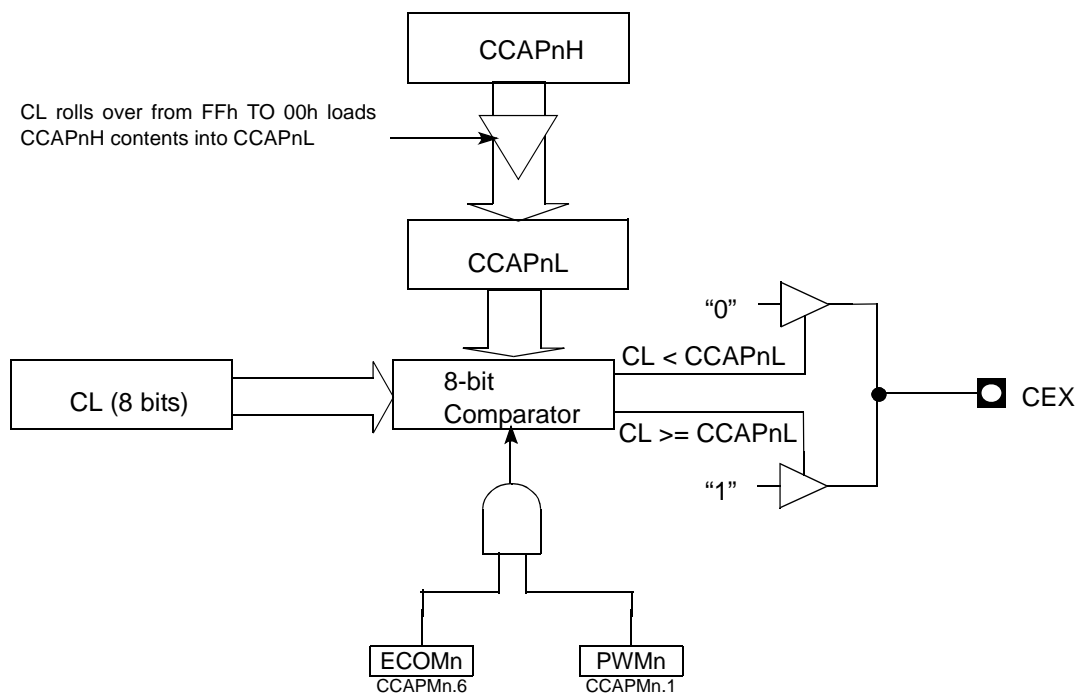 CCAPnH
CL rolls over from FFh TO 00h loads
CCAPnH contents into CCAPnL
CCAPnL
“0”
CL < CCAPnL
CL (8 bits)
8-bit
Comparator
CEX
CL >= CCAPnL
“1”
ECOMn
CCAPMn.6
PWMn
CCAPMn.1